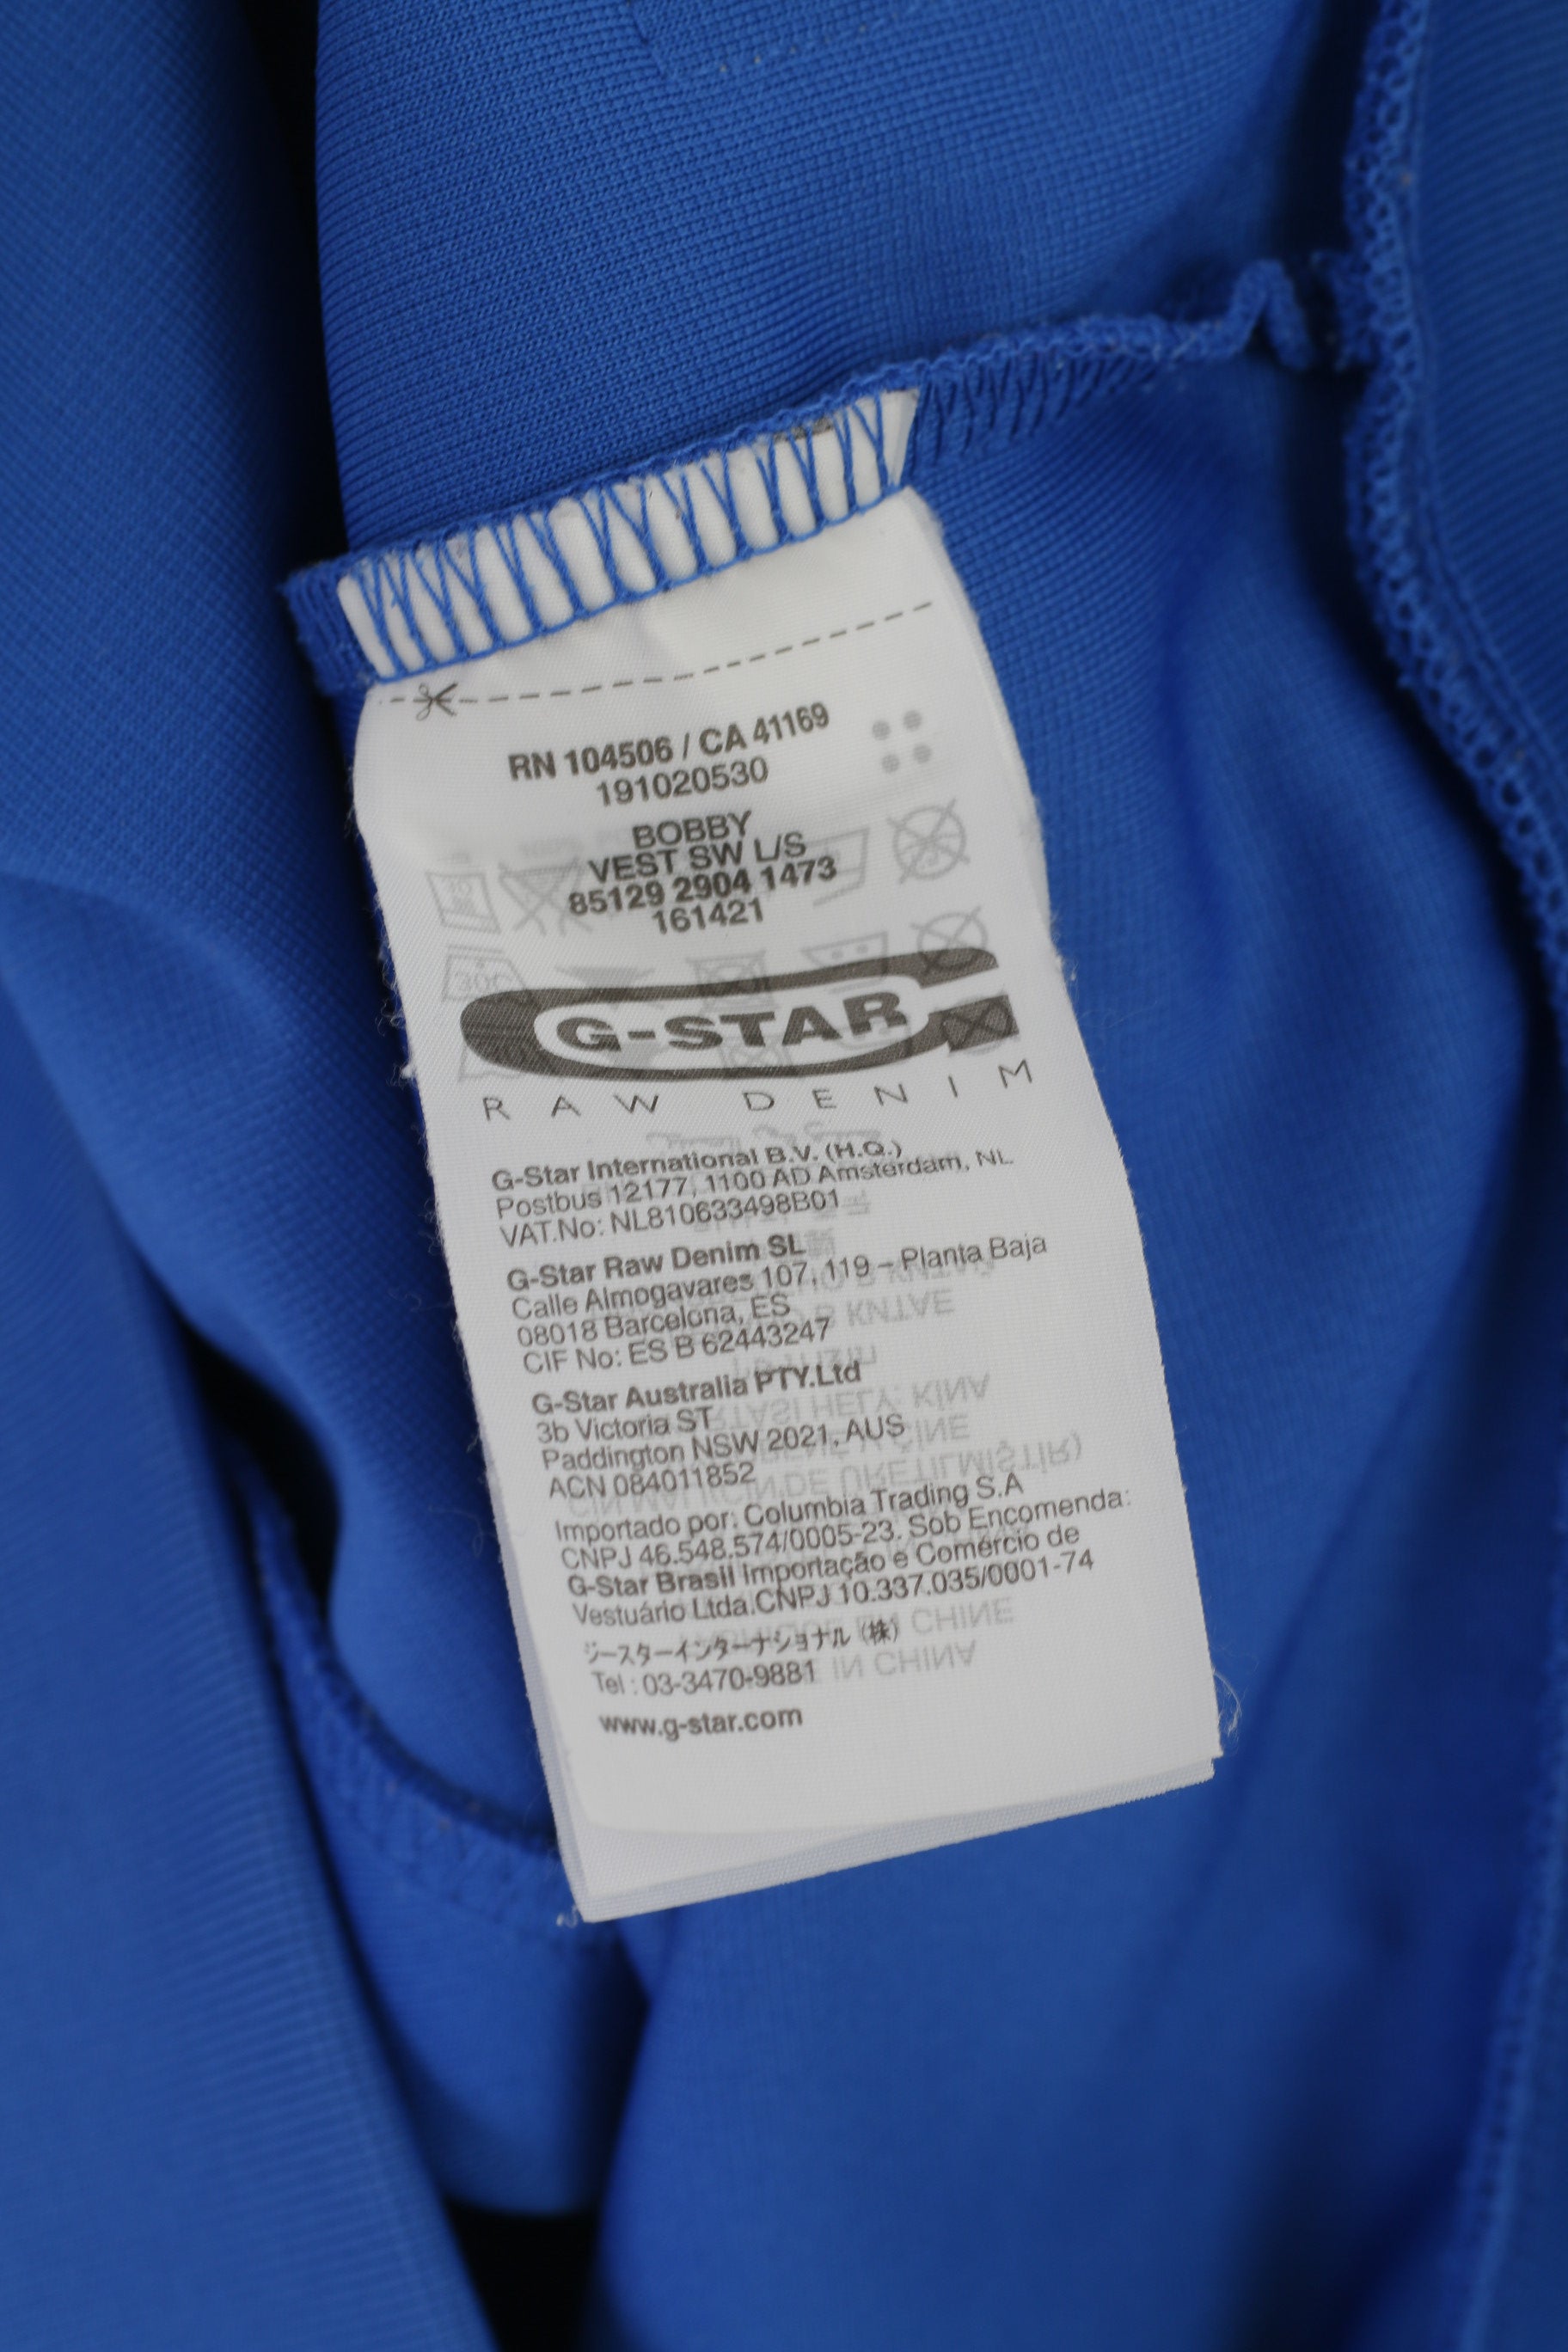 RN 104506 / CA 41169
191020530
BOBBY
VEST SW L/S
85129 2904 1473
161421
G-STAR
RAW DENIM
G-Star International B.V. (H.Q.)
Postbus 12177, 1100 AD Amsterdam, NL
VAT.No: NL810633498B01
G-Star Raw Denim SL
Calle Almogavares 107, 119 – Planta Baja
08018 Barcelona, ES
CIF No: ES B 62443247
G-Star Australia PTY.Ltd
3b Victoria ST
Paddington NSW 2021, AUS
ACN 084011852
Importado por: Columbia Trading S.A
CNPJ 46.548.574/0005-23. Sob Encomenda:
G-Star Brasil Importação e Comércio de
Vestuário Ltda.CNPJ 10.337.035/0001-74
ジースターインターナショナル (株)
Tel : 03-3470-9881
www.g-star.com